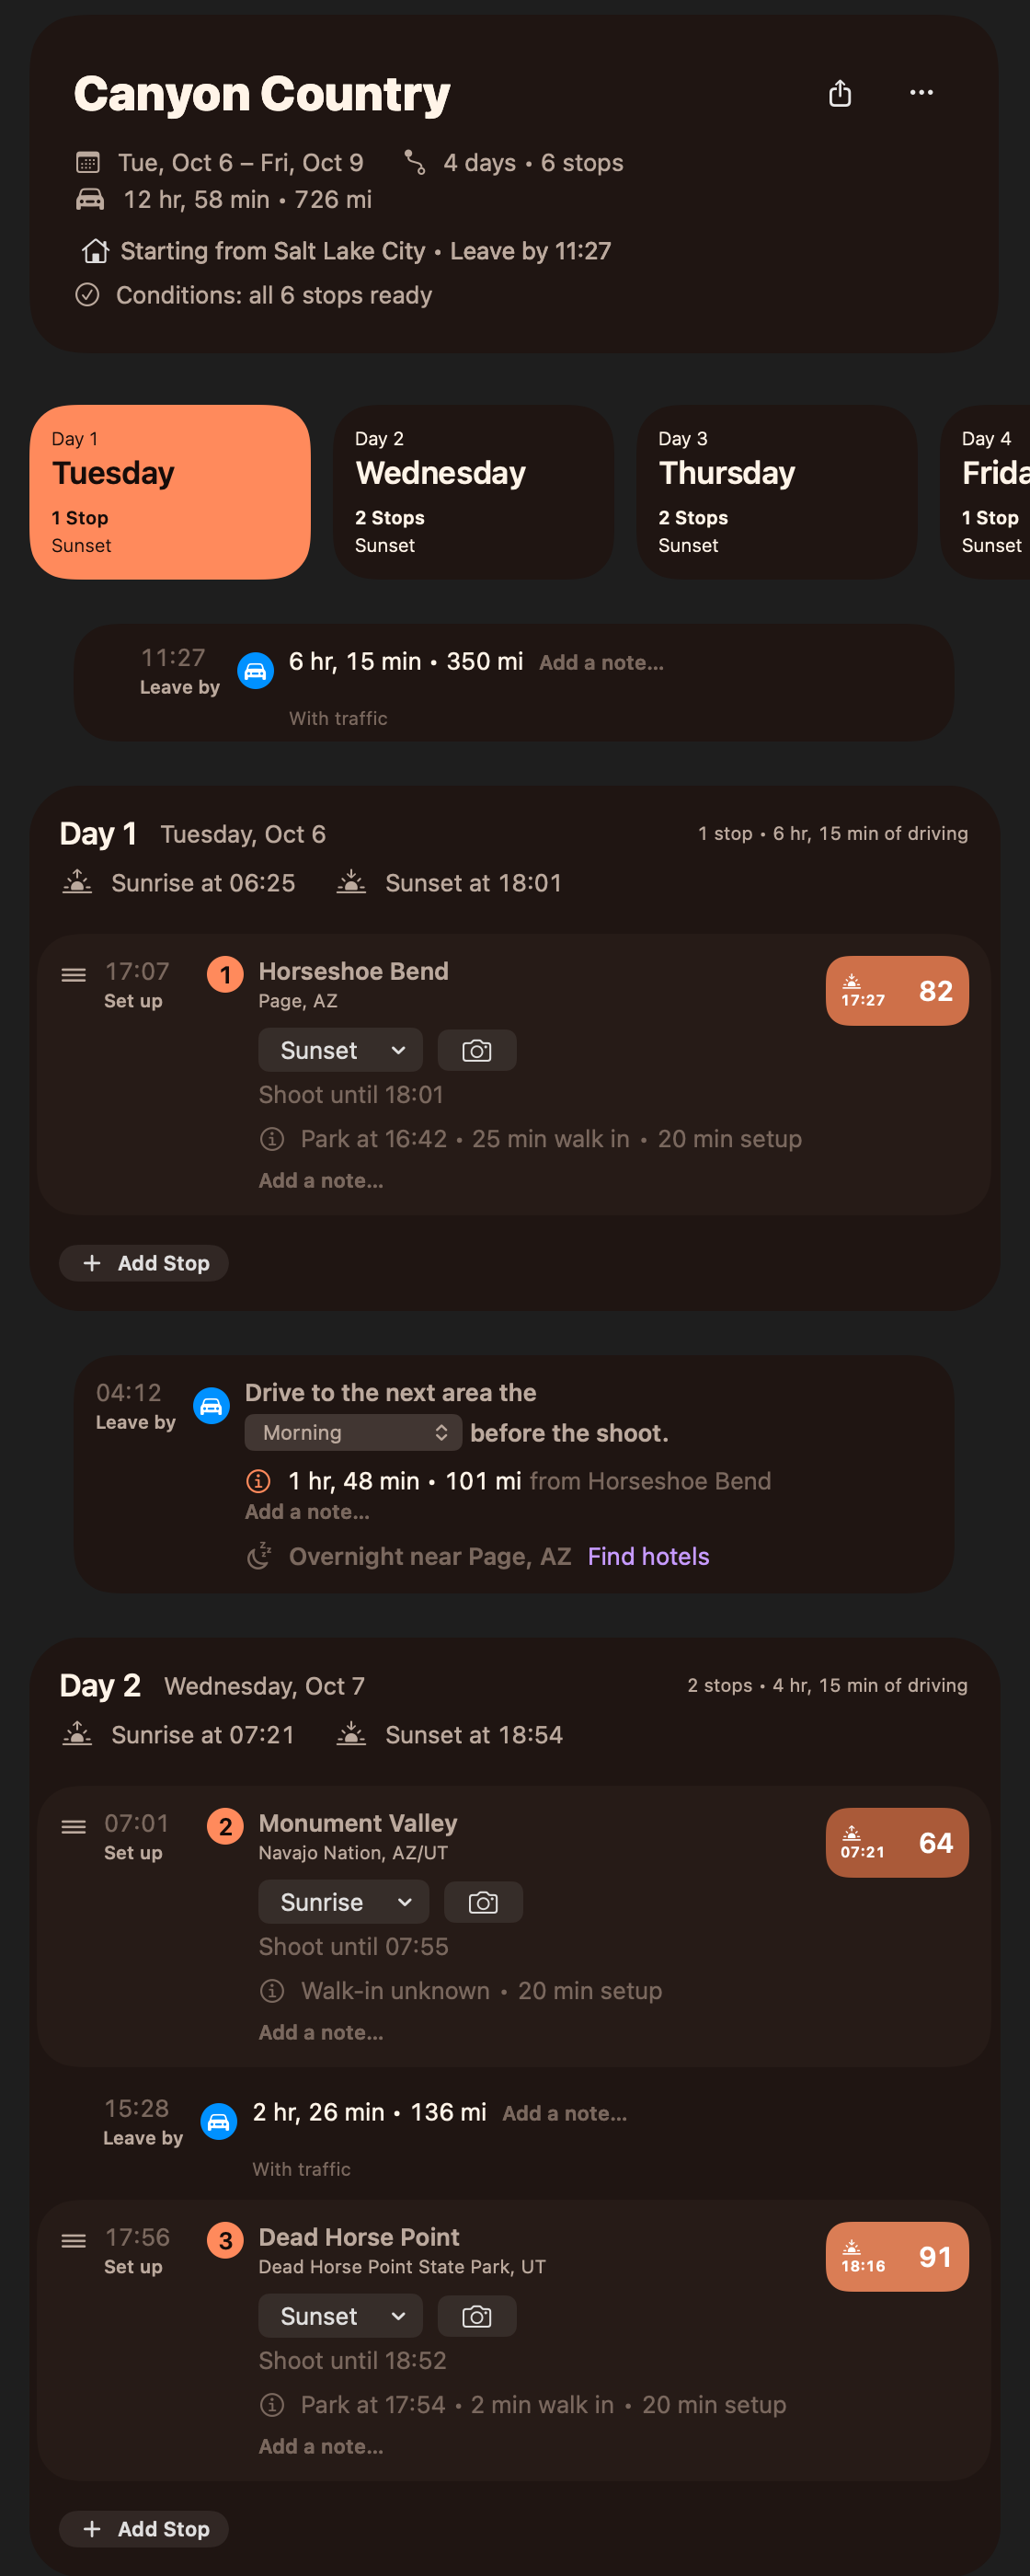 Canyon Country
Tue, Oct 6 – Fri, Oct 9 4 days • 6 stops
12 hr, 58 min • 726 mi
Starting from Salt Lake City • Leave by 11:27
Conditions: all 6 stops ready
Day 1
Tuesday
1 Stop
Sunset
Day 2
Wednesday
2 Stops
Sunset
Day 3
Thursday
2 Stops
Sunset
Day 4
Frida
1 Stop
Sunset
11:27
Leave by
6 hr, 15 min • 350 mi Add a note...
With traffic
Day 1 Tuesday, Oct 6 1 stop • 6 hr, 15 min of driving
Sunrise at 06:25 Sunset at 18:01
17:07
Set up
1 Horseshoe Bend
Page, AZ
17:27 82
Sunset
Shoot until 18:01
Park at 16:42 • 25 min walk in • 20 min setup
Add a note...
+ Add Stop
04:12
Leave by
Drive to the next area the
Morning before the shoot.
1 hr, 48 min • 101 mi from Horseshoe Bend
Add a note...
Overnight near Page, AZ Find hotels
Day 2 Wednesday, Oct 7 2 stops • 4 hr, 15 min of driving
Sunrise at 07:21 Sunset at 18:54
07:01
Set up
2 Monument Valley
Navajo Nation, AZ/UT
07:21 64
Sunrise
Shoot until 07:55
Walk-in unknown • 20 min setup
Add a note...
15:28
Leave by
2 hr, 26 min • 136 mi Add a note...
With traffic
17:56
Set up
3 Dead Horse Point
Dead Horse Point State Park, UT
18:16 91
Sunset
Shoot until 18:52
Park at 17:54 • 2 min walk in • 20 min setup
Add a note...
+ Add Stop